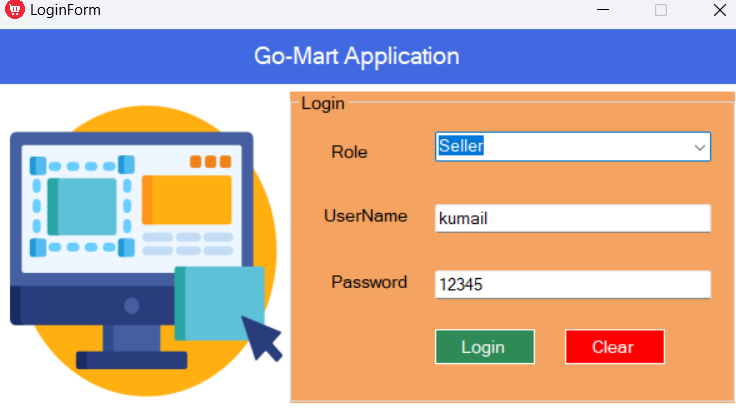 LoginForm
Go-Mart Application
Login
Role Seller
UserName kumail
Password 12345
Login Clear